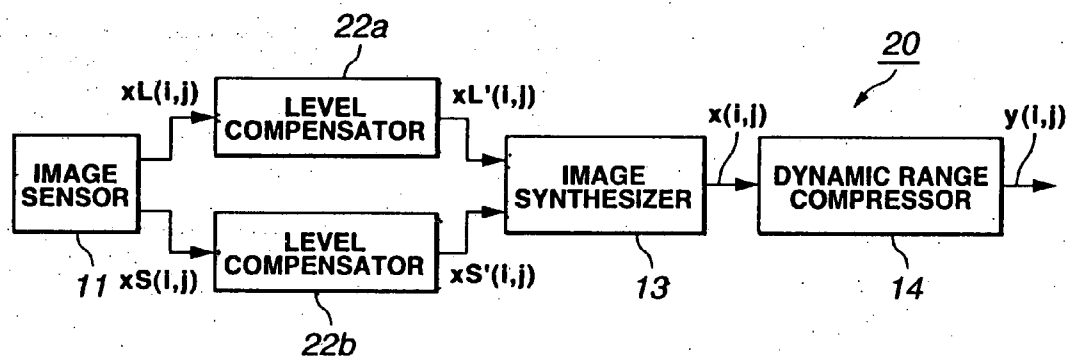 22a
20
xL(i,j)
LEVEL
COMPENSATOR
xL'(i,j)
x(i,j)
y(i,j)
IMAGE
SENSOR
IMAGE
SYNTHESIZER
DYNAMIC RANGE
COMPRESSOR
11
xS(i,j)
LEVEL
COMPENSATOR
xS'(i,j)
13
14
22b